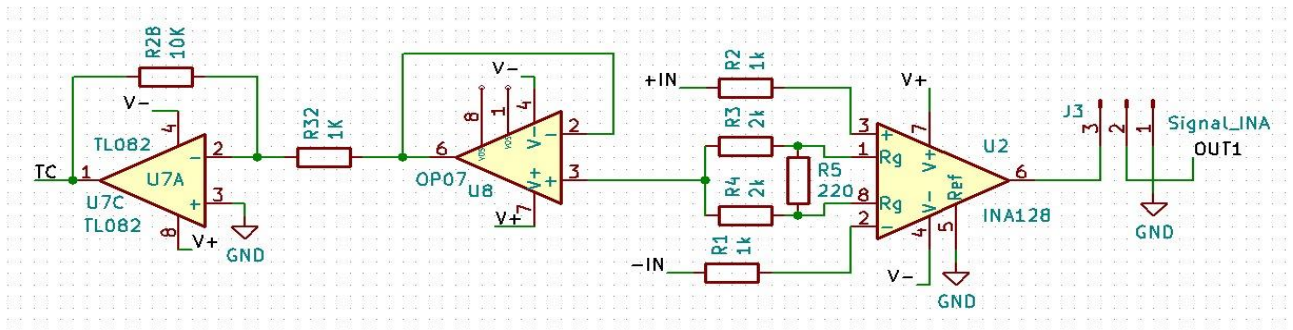 R28
10K
V-
4
TL082
2
-
TC
1
U7A
+
3
U7C
TL082
8
V+
GND
R32
1K
V-
8
1
4
VOS
VOS
V-
-
2
6
OP07
U8
V+
+
3
7
V+
+IN
R2
1k
R3
2k
R4
2k
R5
220
-IN
R1
1k
V+
7
3
+
1
Rg
V+
U2
6
8
Rg
2
-
V-
Ref
4
5
INA128
V-
GND
J3
3
2
1
Signal_INA
OUT1
GND